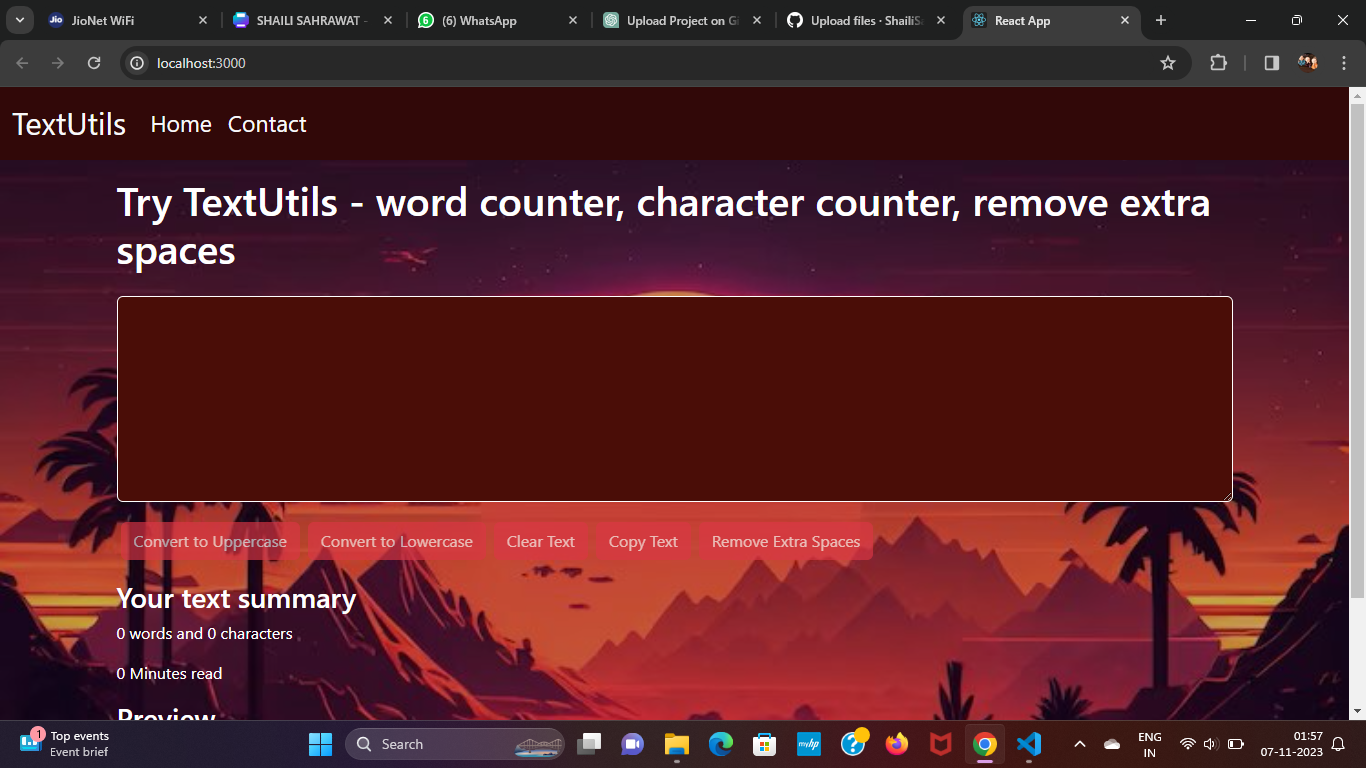 Jio JioNet WiFi
SHAILI SAHRAWAT -
6 (6) WhatsApp
Upload Project on Gi
Upload files · ShailiS
React App
localhost:3000
TextUtils Home Contact
Try TextUtils - word counter, character counter, remove extra
spaces
Convert to Uppercase Convert to Lowercase Clear Text Copy Text Remove Extra Spaces
Your text summary
0 words and 0 characters
0 Minutes read
Preview
1 Top events
Event brief
Search
myhp
ENG
IN
01:57
07-11-2023